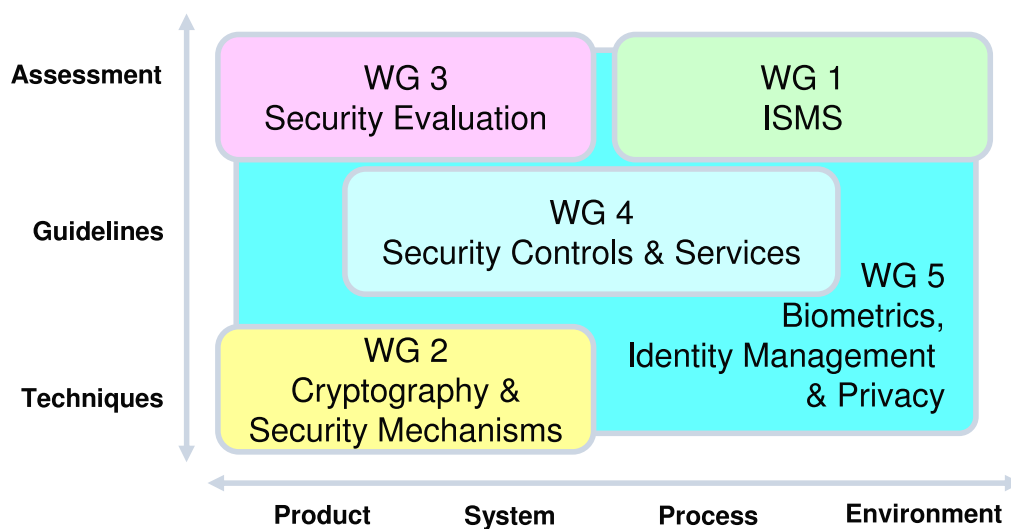 Assessment
WG 3
Security Evaluation
WG 1
ISMS
Guidelines
WG 4
Security Controls & Services
WG 5
Biometrics,
Identity Management
& Privacy
Techniques
WG 2
Cryptography &
Security Mechanisms
Product System Process Environment